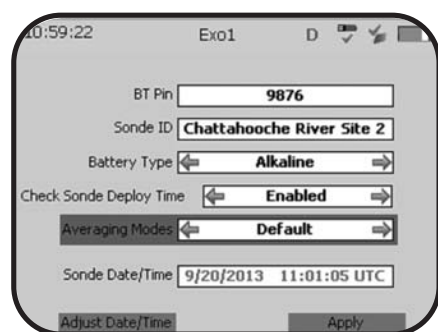 10:59:22 Exo1 D
BT Pin 9876
Sonde ID Chattahooche River Site 2
Battery Type Alkaline
Check Sonde Deploy Time Enabled
Averaging Modes Default
Sonde Date/Time 9/20/2013 11:01:05 UTC
Adjust Date/Time Apply